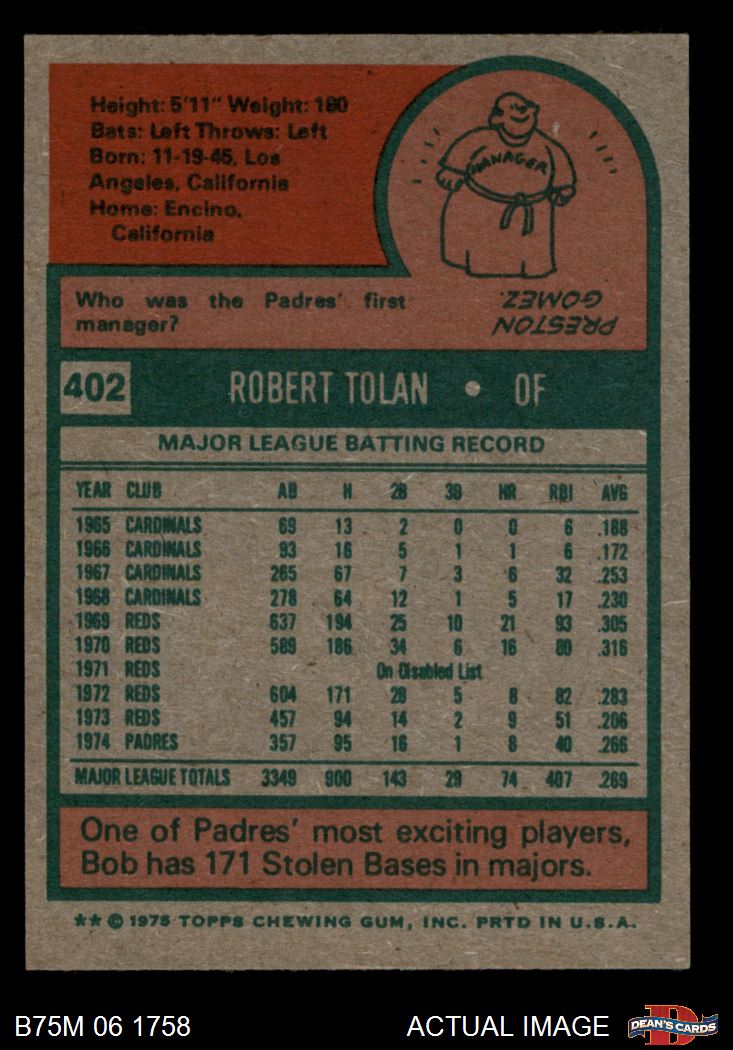 Height: 5'11" Weight: 180
Bats: Left Throws: Left
Born: 11-19-45, Los
Angeles, California
Home: Encino,
California
MANAGER
Who was the Padres' first
manager?
PRESTON
GOMEZ.
402 ROBERT TOLAN • OF
MAJOR LEAGUE BATTING RECORD
YEAR CLUB AB H 2B 3B HR RBI AVG
1965 CARDINALS 69 13 2 0 0 6 .188
1966 CARDINALS 93 16 5 1 1 6 .172
1967 CARDINALS 265 67 7 3 6 32 .253
1968 CARDINALS 278 64 12 1 5 17 .230
1969 REDS 637 194 25 10 21 93 .305
1970 REDS 589 186 34 6 16 80 .316
1971 REDS On Disabled List
1972 REDS 604 171 28 5 8 82 .283
1973 REDS 457 94 14 2 9 51 .206
1974 PADRES 357 95 16 1 8 40 .266
MAJOR LEAGUE TOTALS 3349 900 143 29 74 407 .269
One of Padres' most exciting players,
Bob has 171 Stolen Bases in majors.
** © 1975 TOPPS CHEWING GUM, INC. PRTD IN U.S.A.
B75M 06 1758 ACTUAL IMAGE DEAN'S CARDS